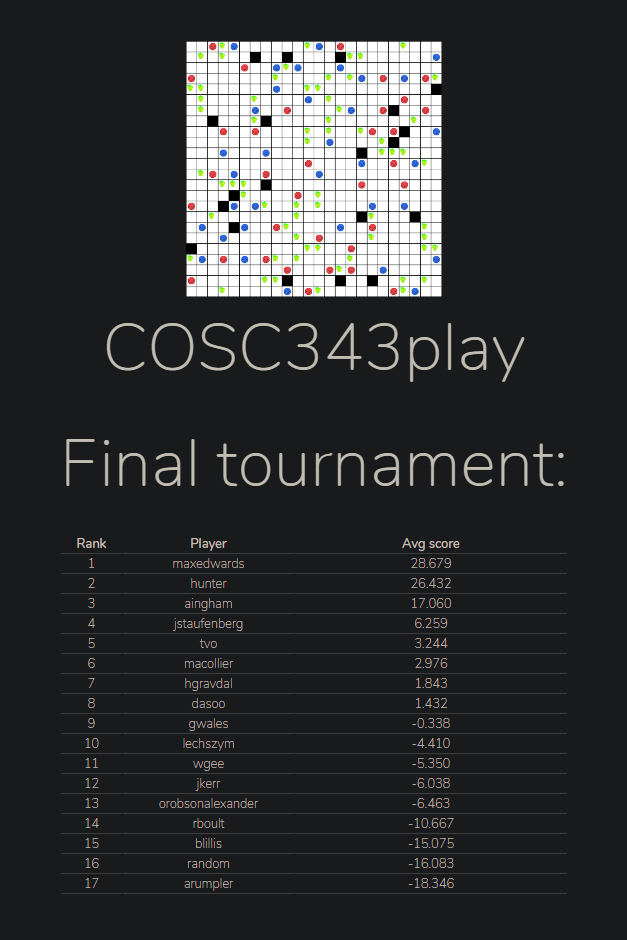 COSC343play
Final tournament:
Rank Player Avg score
1 maxedwards 28.679
2 hunter 26.432
3 aingham 17.060
4 jstaufenberg 6.259
5 tvo 3.244
6 macollier 2.976
7 hgravdal 1.843
8 dasoo 1.432
9 gwales -0.338
10 lechszym -4.410
11 wgee -5.350
12 jkerr -6.038
13 orobsonalexander -6.463
14 rboult -10.667
15 blillis -15.075
16 random -16.083
17 arumpler -18.346